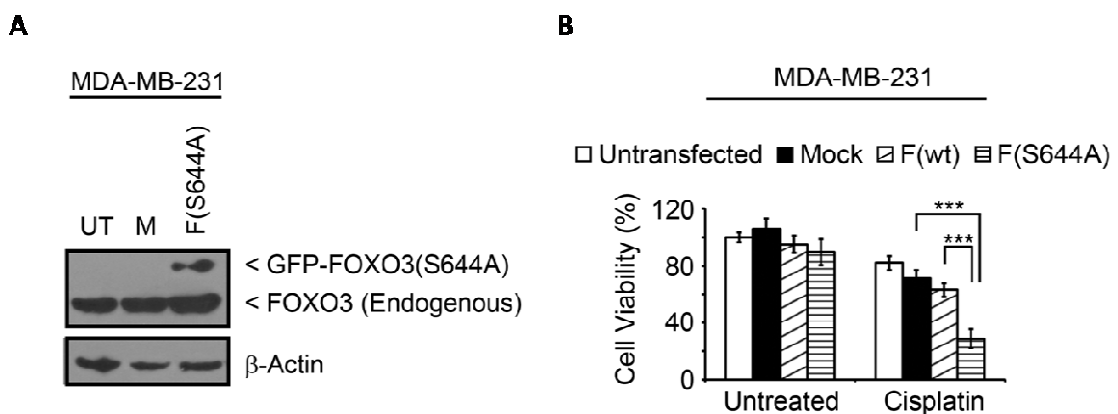 A
MDA-MB-231
UT M F(S644A)
< GFP-FOXO3(S644A)
< FOXO3 (Endogenous)
β-Actin
B
MDA-MB-231
Untransfected Mock F(wt) F(S644A)
Cell Viability (%)
120
80
40
0
***
***
Untreated Cisplatin